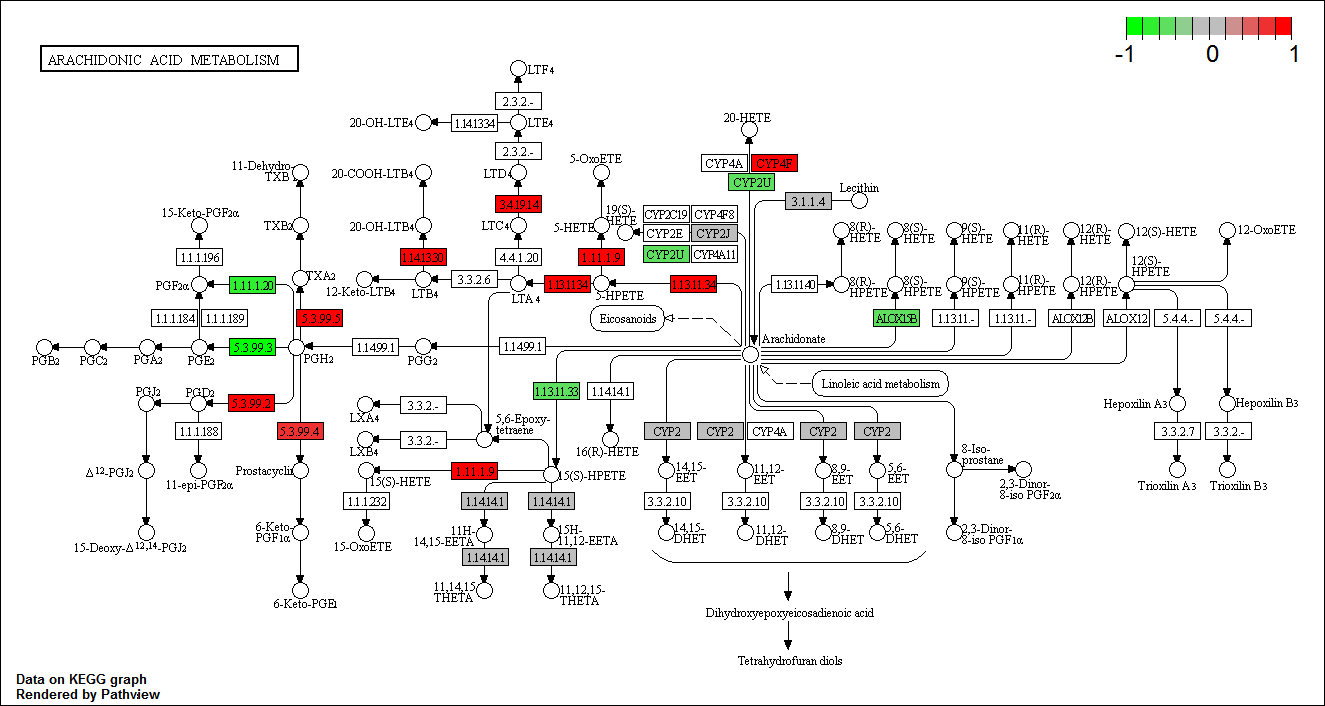 -1
0
1
ARACHIDONIC ACID METABOLISM
LTF4
2.3.2.-
20-OH-LTE4
1.14.13.34
LTE4
2.3.2.-
20-HETE
CYP4A
CYP4F
CYP2U
11-Dehydro-
TXB
20-COOH-LTB4
LTD4
5-OxoETE
Lecithin
3.1.1.4
15-Keto-PGF2α
3.4.19.14
19(S)-
HETE
CYP2C19
CYP4F8
CYP2E
CYP2J
CYP2U
CYP4A11
TXB2
20-OH-LTB4
LTC4
5-HETE
8(R)-
HETE
8(S)-
HETE
9(S)-
HETE
11(R)-
HETE
12(R)-
HETE
12(S)-HETE
12-OxoETE
1.1.1.196
1.14.13.30
4.4.1.20
1.11.1.9
12(S)-
HPETE
PGF2α
1.11.1.20
TXA2
12-Keto-LTB4
LTB4
3.3.2.6
LTA4
1.13.11.34
5-HPETE
1.13.11.34
1.13.11.40
8(R)-
HPETE
8(S)-
HPETE
9(S)-
HPETE
11(R)-
HPETE
12(R)-
HPETE
1.1.1.184
1.1.1.189
5.3.99.5
Eicosanoids
ALOX15B
1.13.11.-
1.13.11.-
ALOX12B
ALOX12
5.4.4.-
5.4.4.-
Arachidonate
PGB2
PGC2
PGA2
PGE2
5.3.99.3
PGH2
1.14.99.1
PGG2
1.14.99.1
Linoleic acid metabolism
1.13.11.33
1.14.14.1
PGJ2
PGD2
5.3.99.2
LXA4
3.3.2.-
5,6-Epoxy-
tetraene
Hepoxilin A3
Hepoxilin B3
1.1.1.188
5.3.99.4
LXB4
3.3.2.-
16(R)-HETE
CYP2
CYP2
CYP4A
CYP2
CYP2
3.3.2.7
3.3.2.-
Δ12-PGJ2
11-epi-PGF2α
Prostacyclin
15(S)-HETE
1.11.1.9
15(S)-HPETE
14,15-
EET
11,12-
EET
8,9-
EET
5,6-
EET
8-Iso-
prostane
2,3-Dinor-
8-iso PGF2α
Trioxilin A3
Trioxilin B3
1.1.1.232
1.14.14.1
1.14.14.1
3.3.2.10
3.3.2.10
3.3.2.10
3.3.2.10
15-Deoxy-Δ12,14-PGJ2
6-Keto-
PGF1α
15-OxoETE
11H-
14,15-EETA
15H-
11,12-EETA
14,15-
DHET
11,12-
DHET
8,9-
DHET
5,6-
DHET
2,3-Dinor-
8-iso PGF1α
1.14.14.1
1.14.14.1
6-Keto-PGE1
11,14,15-
THETA
11,12,15-
THETA
Dihydroxyepoxyeicosadienoic acid
Tetrahydrofuran diols
Data on KEGG graph
Rendered by Pathview